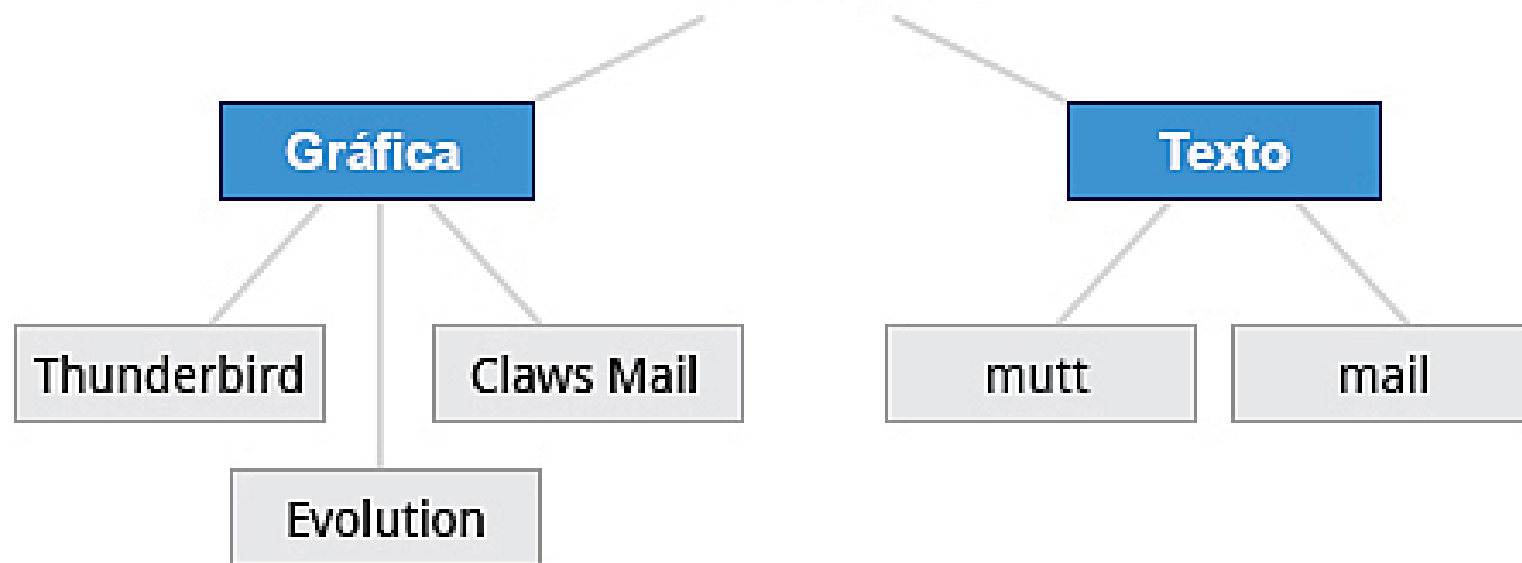 Gráfica
Texto
Thunderbird
Claws Mail
mutt
mail
Evolution